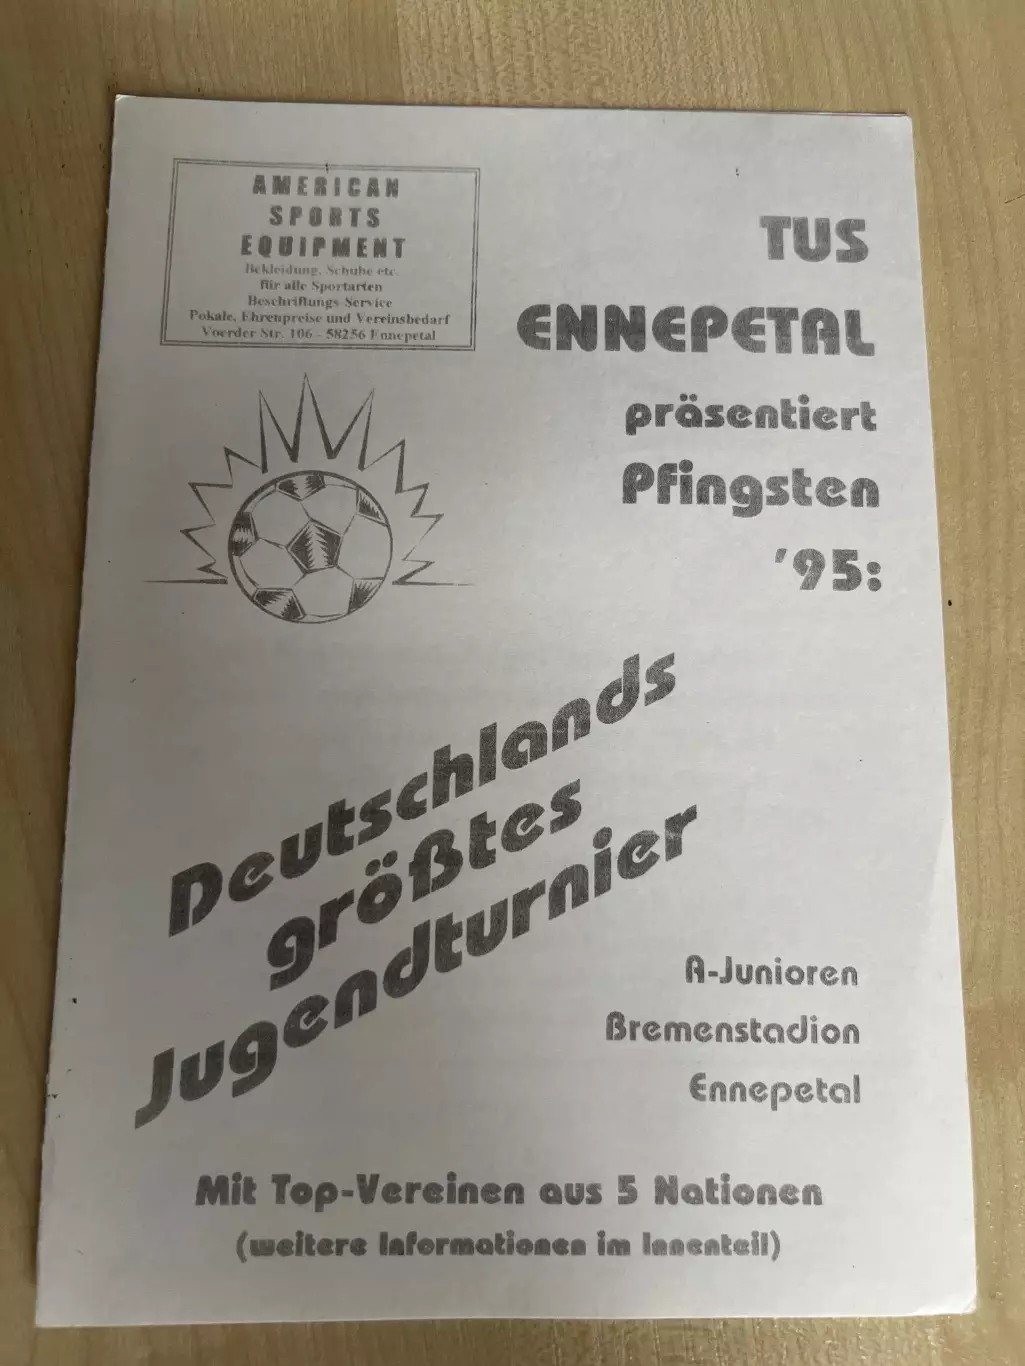 AMERICAN
SPORTS
EQUIPMENT
Bekleidung, Schuhe etc.
für alle Sportarten
Beschriftungs-Service
Pokale, Ehrenpreise und Vereinsbedarf
Voerder Str. 106 - 58256 Ennepetal
TUS
ENNEPETAL
präsentiert
Pfingsten
'95:
Deutschlands
größtes
Jugendturnier
A-Junioren
Bremenstadion
Ennepetal
Mit Top-Vereinen aus 5 Nationen
(weitere Informationen im Innenteil)